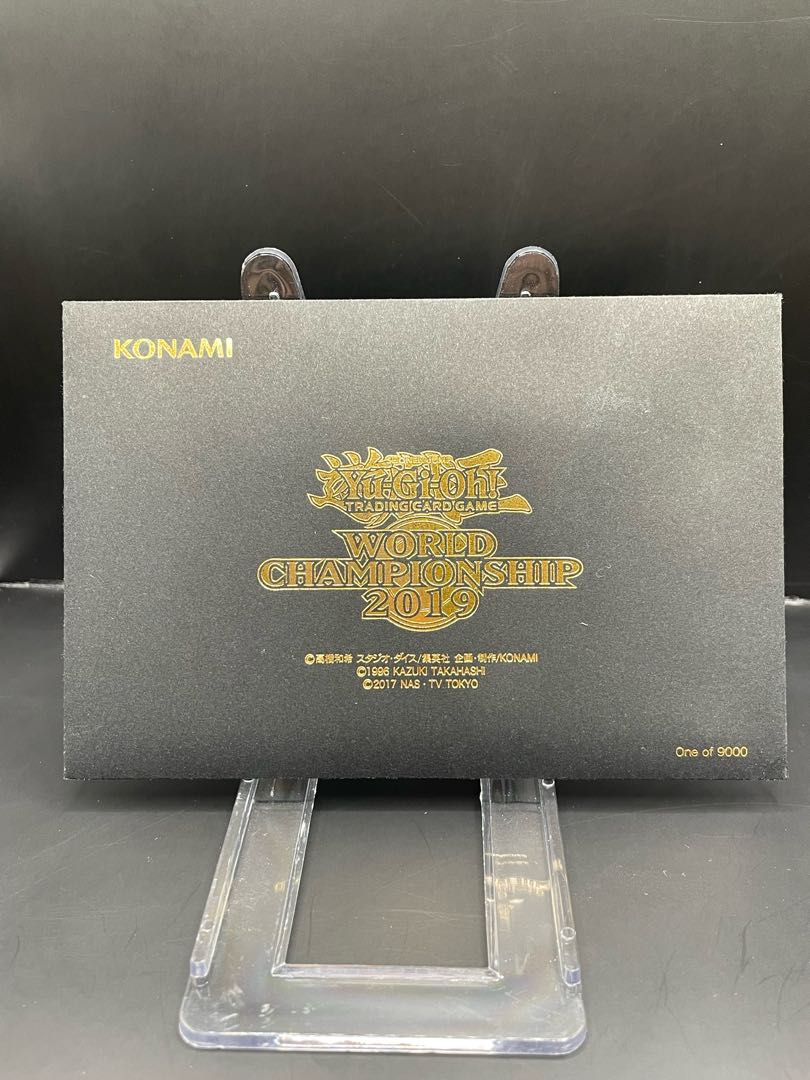 KONAMI
Yu-Gi-Oh!
TRADING CARD GAME
WORLD
CHAMPIONSHIP
2019
©高橋和希 スタジオ・ダイス/集英社 企画・制作/KONAMI
©1996 KAZUKI TAKAHASHI
©2017 NAS・TV TOKYO
One of 9000